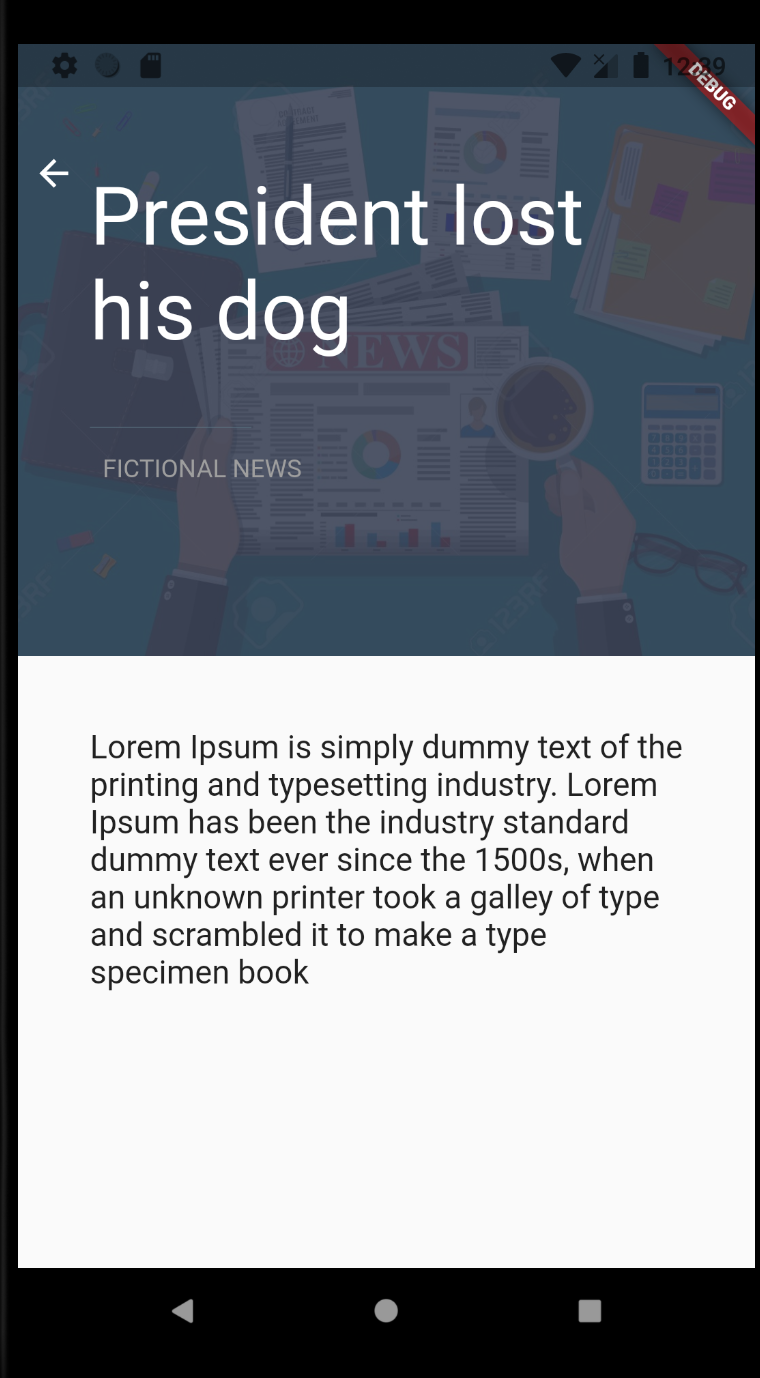 12:39
DEBUG
President lost
his dog
NEWS
FICTIONAL NEWS
123RF
Lorem Ipsum is simply dummy text of the
printing and typesetting industry. Lorem
Ipsum has been the industry standard
dummy text ever since the 1500s, when
an unknown printer took a galley of type
and scrambled it to make a type
specimen book